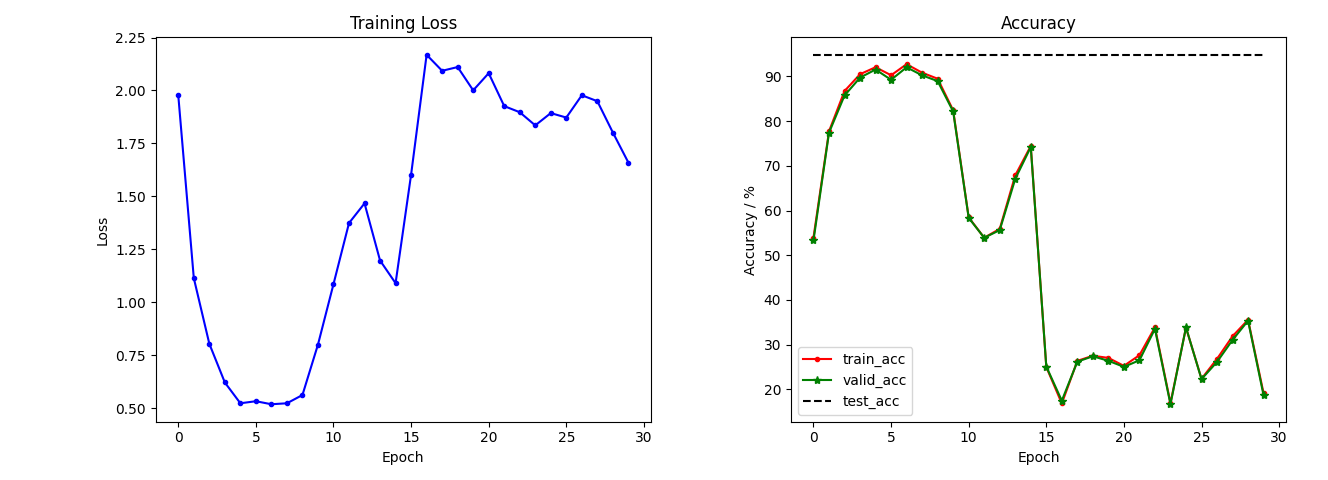 Training Loss
2.25
2.00
1.75
1.50
1.25
1.00
0.75
0.50
Loss
0 5 10 15 20 25 30
Epoch
Accuracy
90
80
70
60
50
40
30
20
Accuracy / %
train_acc
valid_acc
test_acc
0 5 10 15 20 25 30
Epoch